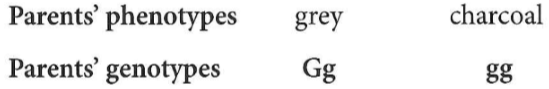 Parents’ phenotypes grey charcoal
Parents’ genotypes Gg gg